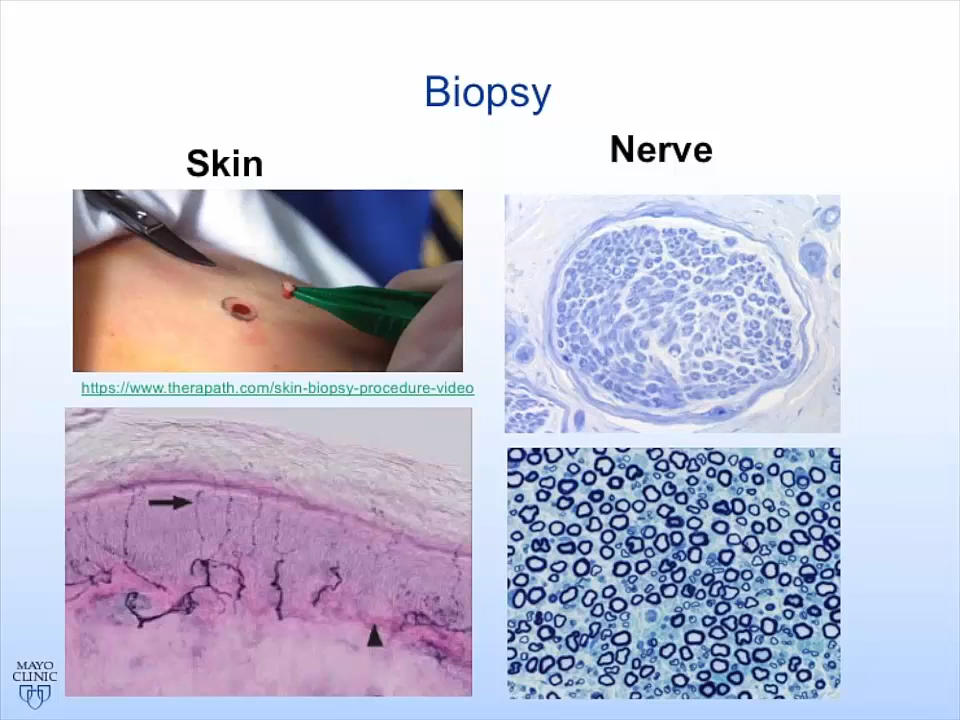 Biopsy
Skin
Nerve
https://www.therapath.com/skin-biopsy-procedure-video
MAYO
CLINIC